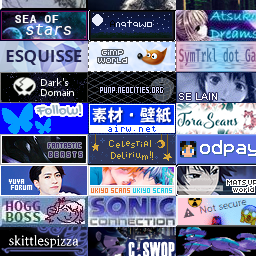 SEA OF
stars
natawo
Atsuka
Dreams
ESQUISSE
GIMP
WORLD
SymTrkl dot Ga
Dark's
Domain
PUNP.NEOCITIES.ORG
SE LAIN
Follow!
素材・壁紙
airw.net
ToraScans
FANTASTIC
BEASTS
Celestial
Delirium!!
odpay
YUYA
FORUM
UKIYO SCANS UKIYO SCANS
MATSUP
world
HOGG
BOSS
SONIC
CONNECTION
Not secure
skittlespizza
C!SWOP